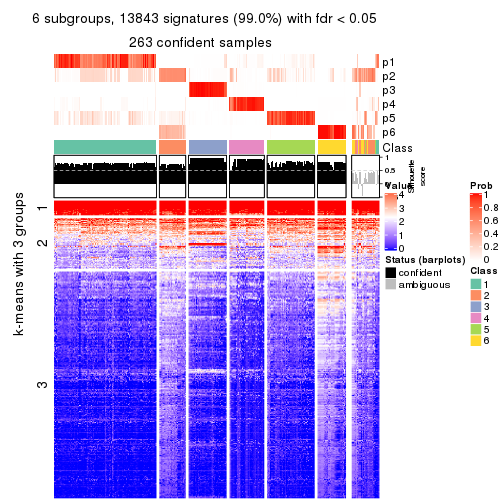 6 subgroups, 13843 signatures (99.0%) with fdr < 0.05
263 confident samples
p1
p2
p3
p4
p5
p6
Class
1
0.5
0
Silhouette
score
k-means with 3 groups
1
2
3
Value
4
3
2
1
0
Status (barplots)
confident
ambiguous
Prob
1
0.8
0.6
0.4
0.2
0
Class
1
2
3
4
5
6